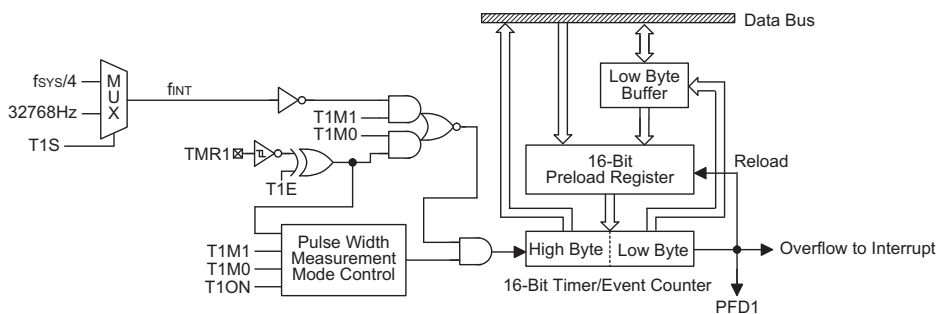 Data Bus
fSYS/4
32768Hz
T1S
MUX
fINT
T1M1
T1M0
TMR1
T1E
Low Byte
Buffer
16-Bit
Preload Register
Reload
T1M1
T1M0
T1ON
Pulse Width
Measurement
Mode Control
High Byte
Low Byte
Overflow to Interrupt
16-Bit Timer/Event Counter
PFD1